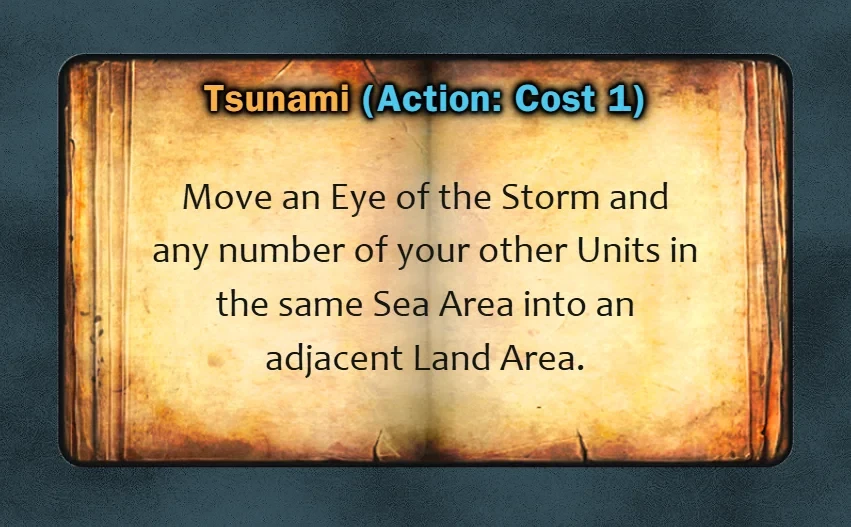 Tsunami (Action: Cost 1)
Move an Eye of the Storm and
any number of your other Units in
the same Sea Area into an
adjacent Land Area.